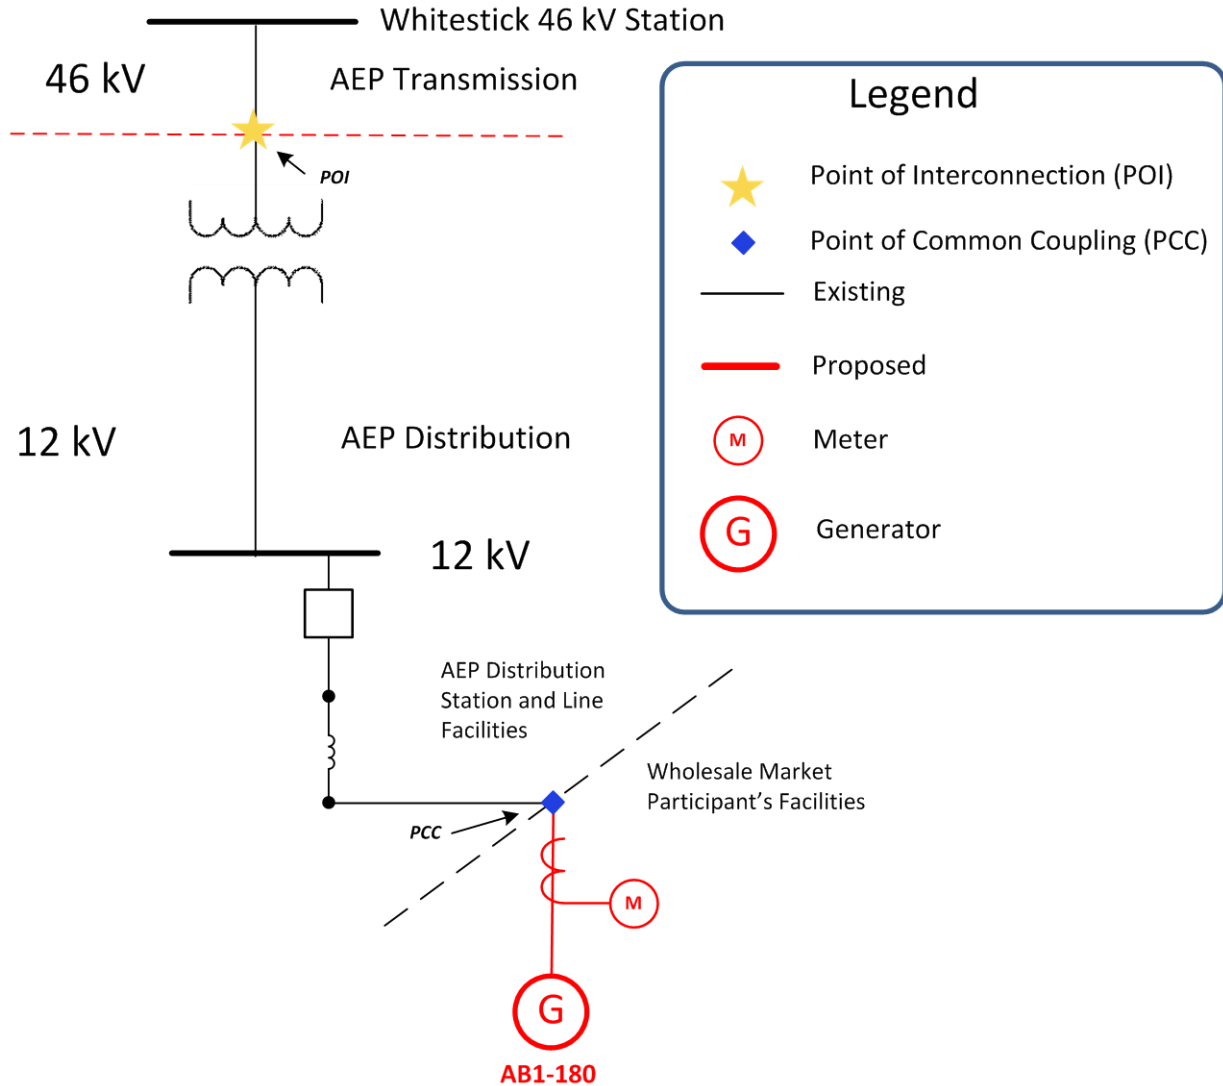 Whitestick 46 kV Station
46 kV
AEP Transmission
POI
12 kV
AEP Distribution
12 kV
AEP Distribution
Station and Line
Facilities
Wholesale Market
Participant's Facilities
PCC
M
G
AB1-180
Legend
Point of Interconnection (POI)
Point of Common Coupling (PCC)
Existing
Proposed
M
Meter
G
Generator